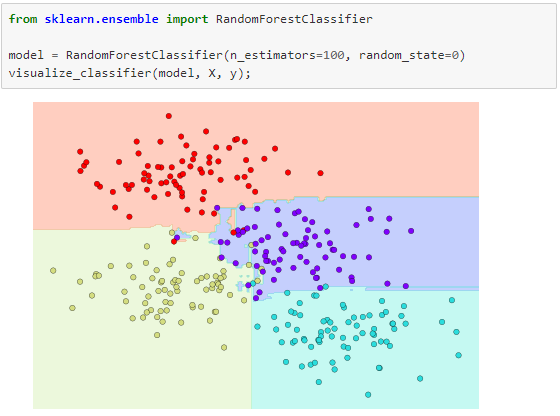 from sklearn.ensemble import RandomForestClassifier
model = RandomForestClassifier(n_estimators=100, random_state=0)
visualize_classifier(model, X, y);